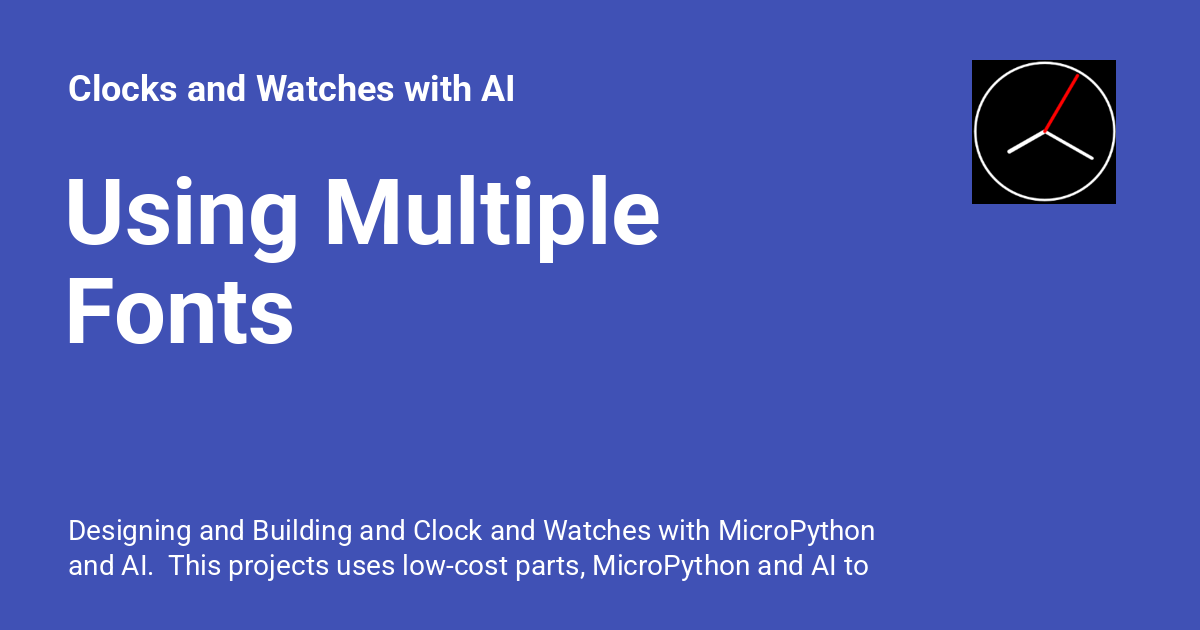 Clocks and Watches with AI
Using Multiple
Fonts
Designing and Building and Clock and Watches with MicroPython
and AI.  This projects uses low-cost parts, MicroPython and AI to